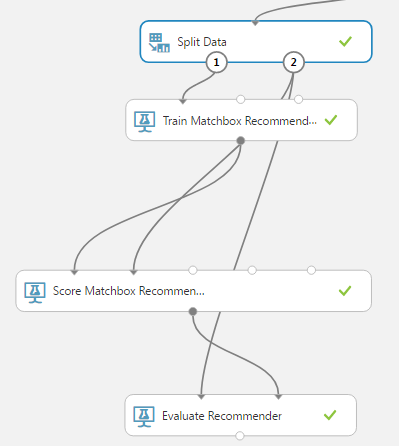 Split Data
1
2
Train Matchbox Recommend...
Score Matchbox Recommen...
Evaluate Recommender